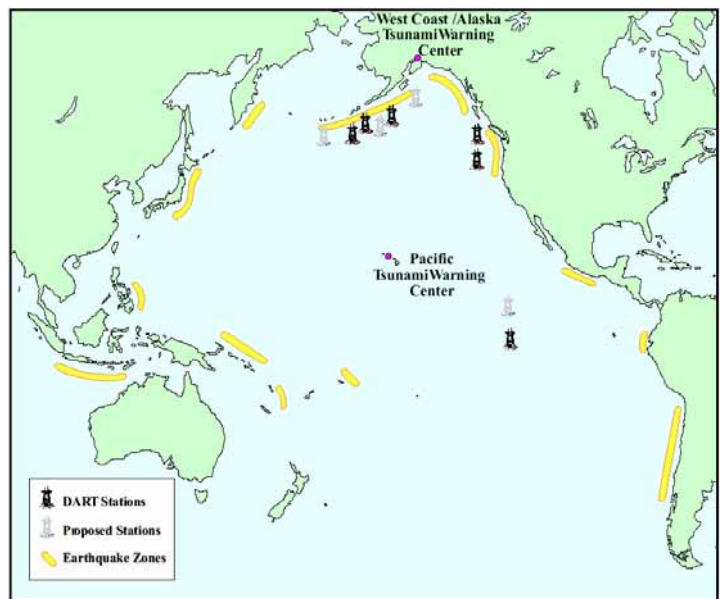 West Coast /Alaska
TsunamiWarning
Center
Pacific
TsunamiWarning
Center
DART Stations
Proposed Stations
Earthquake Zones